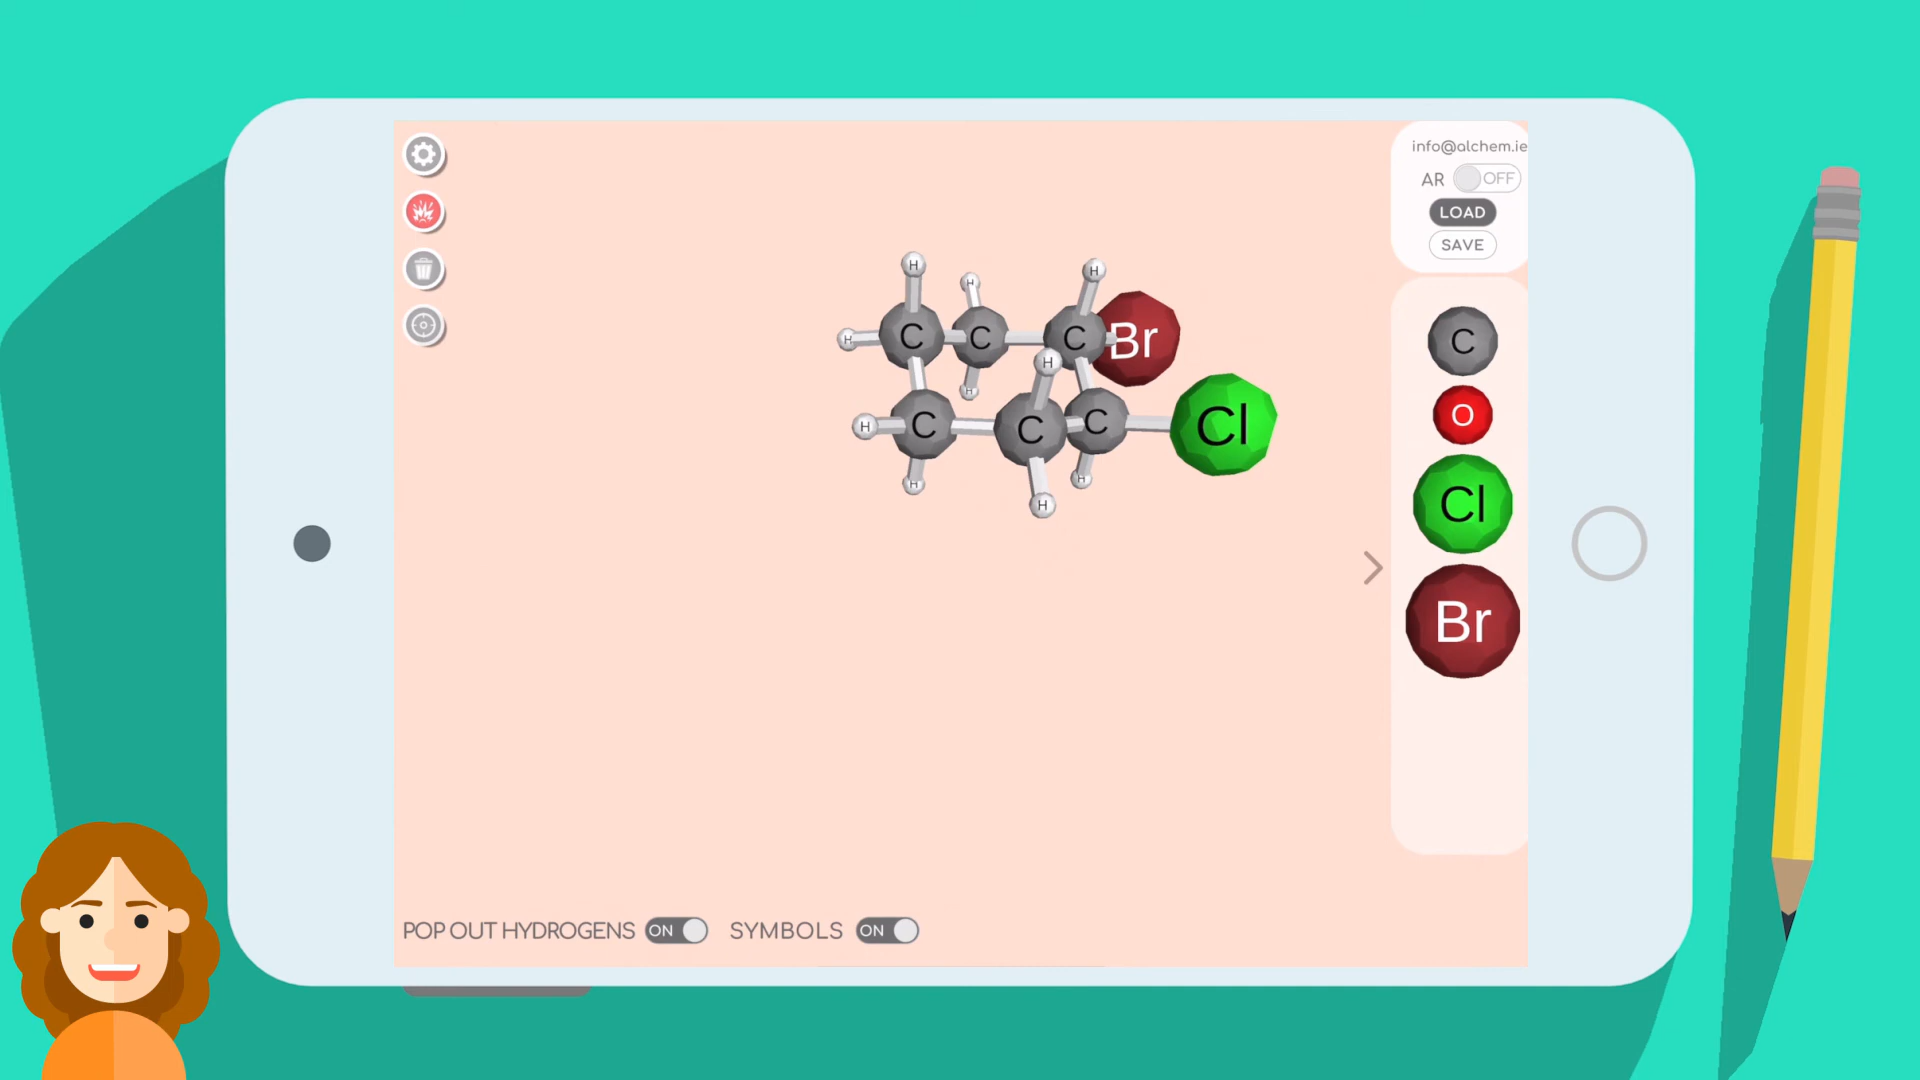 info@alchem.ie
AR OFF
LOAD
SAVE
H
H
H
H C C C Br
H
H
C
H C C C Cl
O
H
H
H
Cl
Br
POP OUT HYDROGENS ON SYMBOLS ON